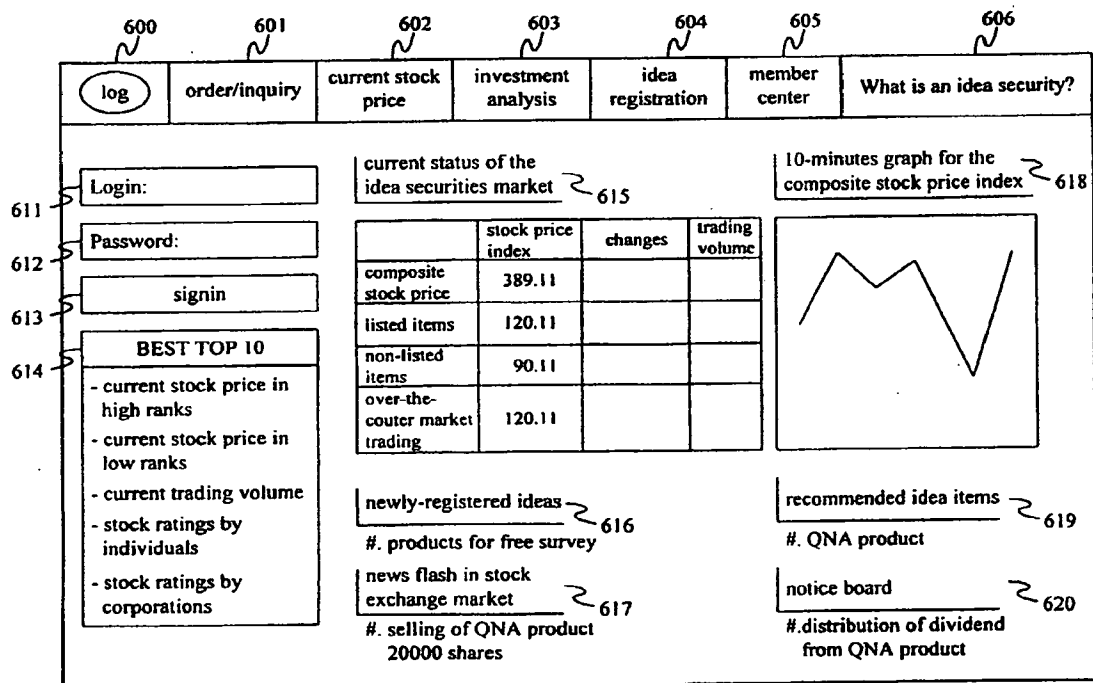 600
601
602
603
604
605
606
log
order/inquiry
current stock
price
investment
analysis
idea
registration
member
center
What is an idea security?
Login:
611
Password:
612
signin
613
BEST TOP 10
614
- current stock price in
high ranks
- current stock price in
low ranks
- current trading volume
- stock ratings by
individuals
- stock ratings by
corporations
current status of the
idea securities market
615
stock price
index
changes
trading
volume
composite
stock price
389.11
listed items
120.11
non-listed
items
90.11
over-the-
couter market
trading
120.11
newly-registered ideas
616
#. products for free survey
news flash in stock
exchange market
617
#. selling of QNA product
20000 shares
10-minutes graph for the
composite stock price index
618
recommended idea items
619
#. QNA product
notice board
620
#.distribution of dividend
from QNA product